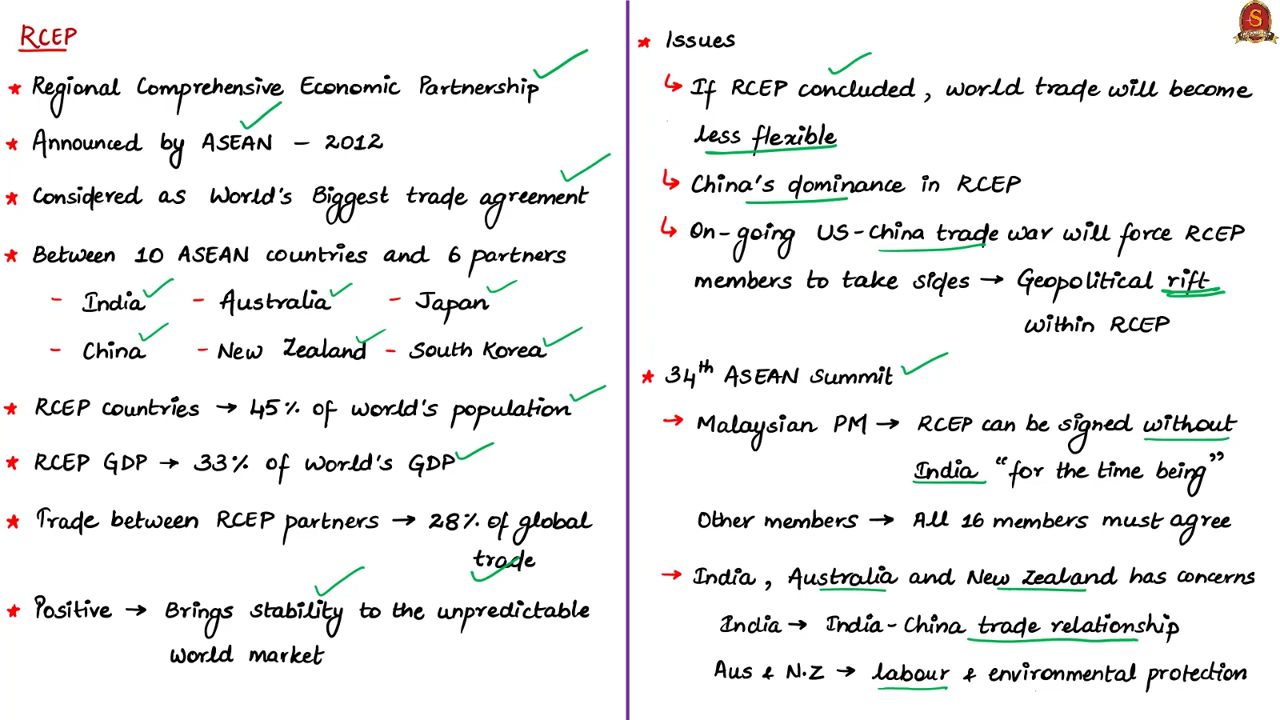 RCEP
* Regional Comprehensive Economic Partnership
* Announced by ASEAN – 2012
* Considered as World's Biggest trade agreement
* Between 10 ASEAN countries and 6 partners
- India - Australia - Japan
- China - New Zealand - South Korea
* RCEP countries → 45% of world's population
* RCEP GDP → 33% of world's GDP
* Trade between RCEP partners → 28% of global
trade
* Positive → Brings stability to the unpredictable
world market
* Issues
↳ If RCEP concluded, world trade will become
less flexible
↳ China's dominance in RCEP
↳ On-going US-China trade war will force RCEP
members to take sides → Geopolitical rift
within RCEP
* 34th ASEAN Summit
→ Malaysian PM → RCEP can be signed without
India "for the time being"
Other members → All 16 members must agree
→ India, Australia and New Zealand has concerns
India → India-China trade relationship
Aus & N.Z → labour & environmental protection
S